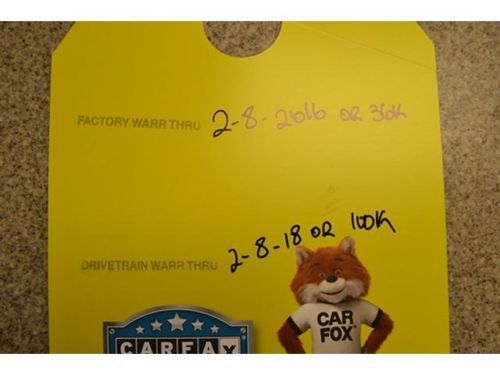 FACTORY WARR THRU 2-8-2016 OR 36K
DRIVETRAIN WARR THRU 2-8-18 OR 100K
CAR
FOX
CARFAX